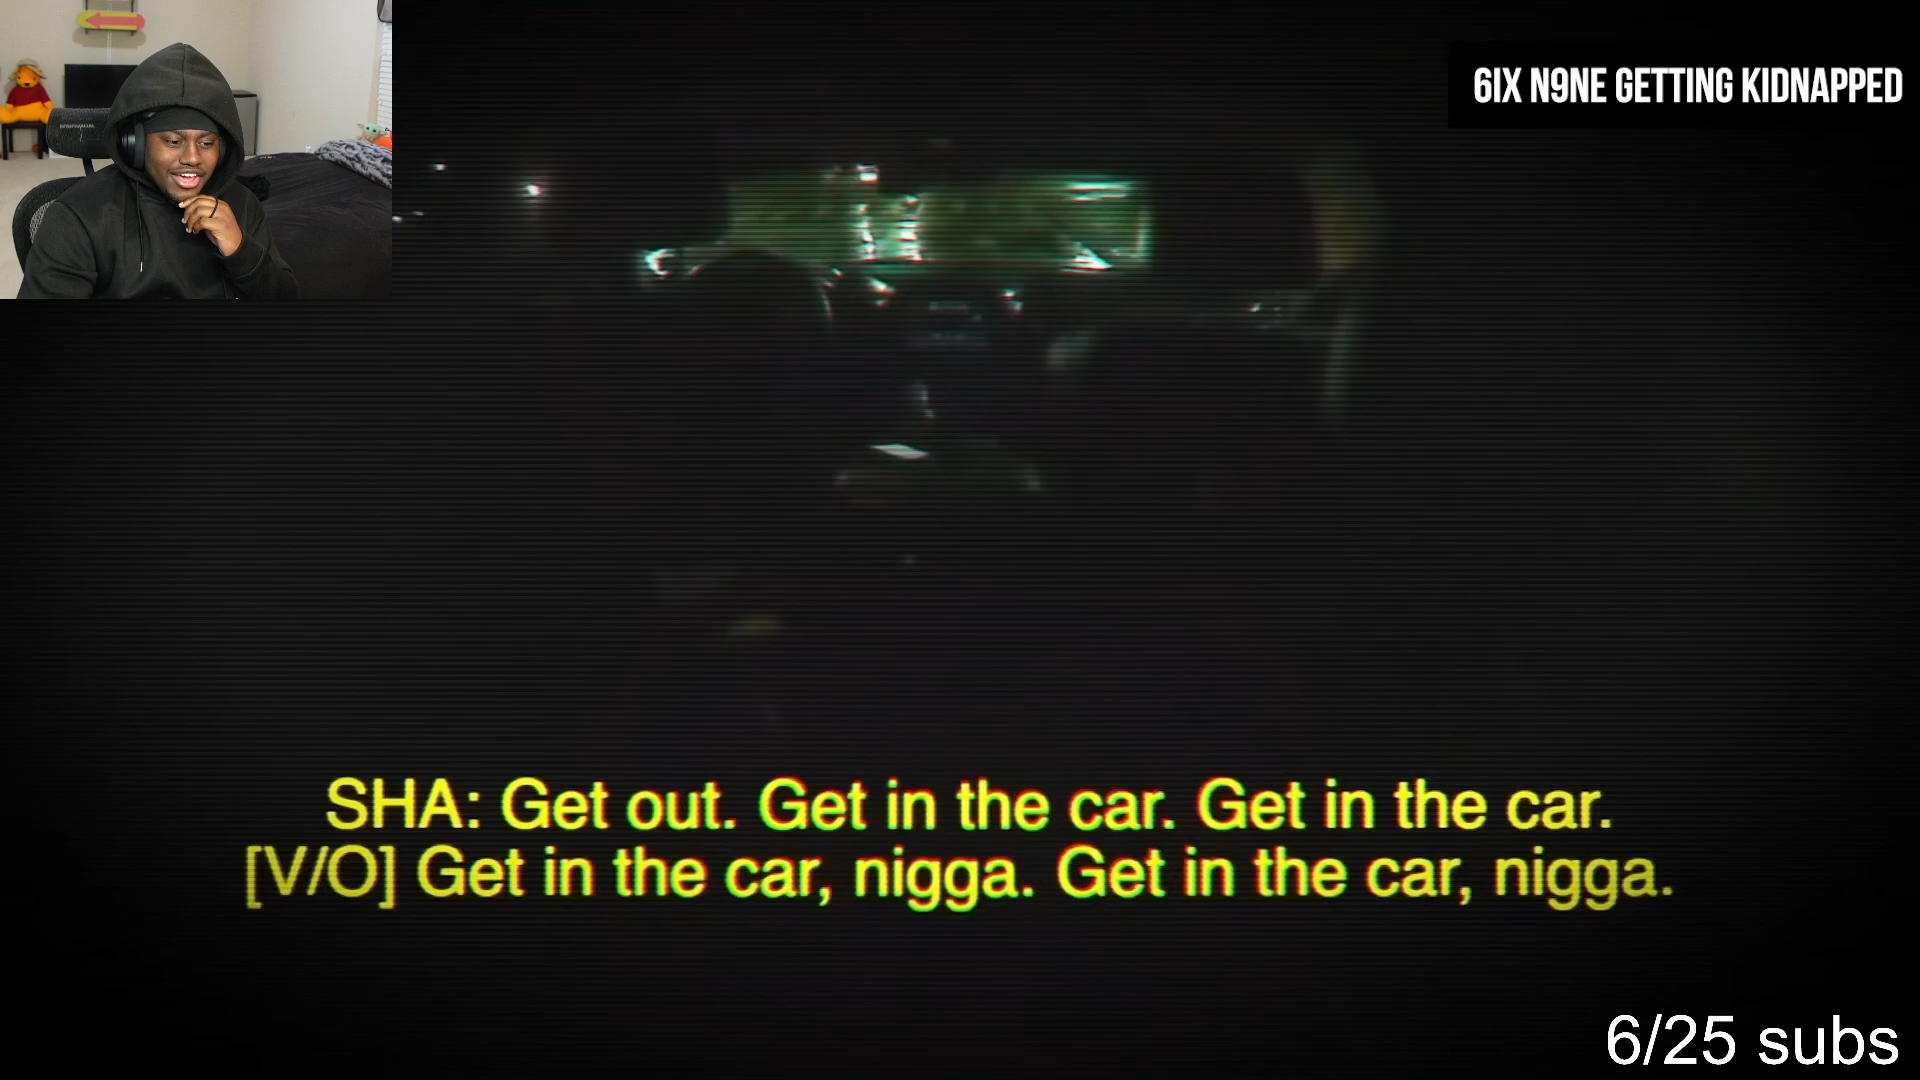 6IX N9NE GETTING KIDNAPPED
SHA: Get out. Get in the car. Get in the car.
[V/O] Get in the car, nigga. Get in the car, nigga.
6/25 subs